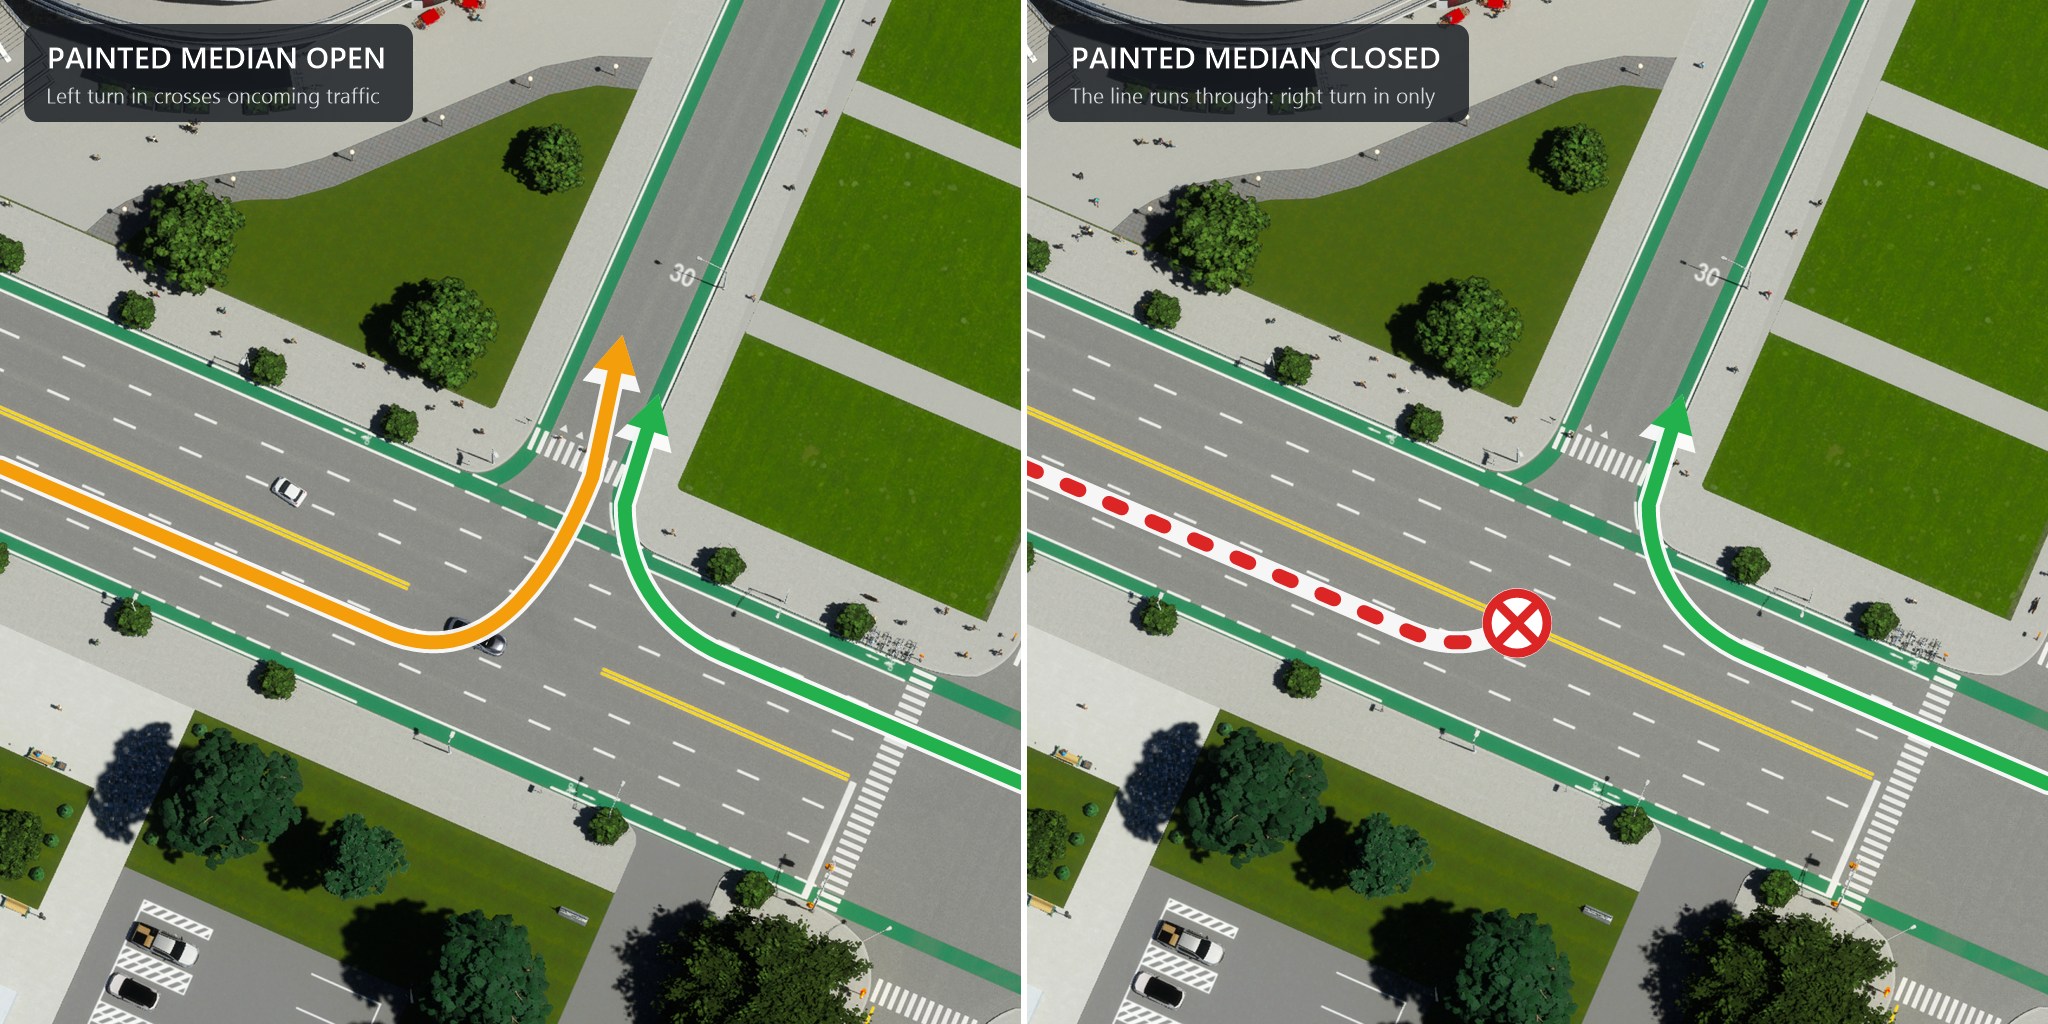 PAINTED MEDIAN OPEN
Left turn in crosses oncoming traffic
30
PAINTED MEDIAN CLOSED
The line runs through: right turn in only
30